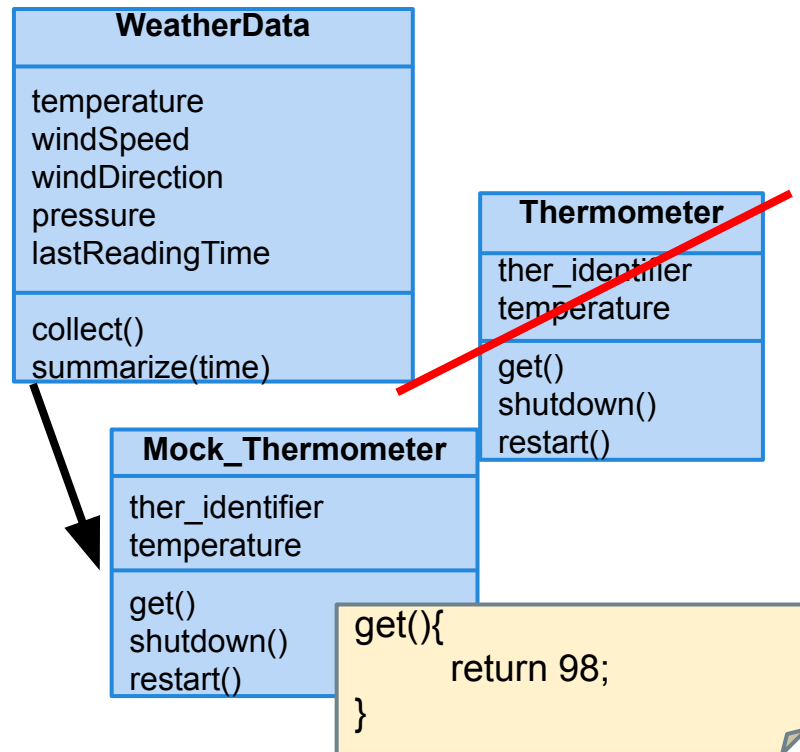 WeatherData
temperature
windSpeed
windDirection
pressure
lastReadingTime
collect()
summarize(time)
Thermometer
ther_identifier
temperature
get()
shutdown()
restart()
Mock_Thermometer
ther_identifier
temperature
get()
shutdown()
restart()
get(){
return 98;
}